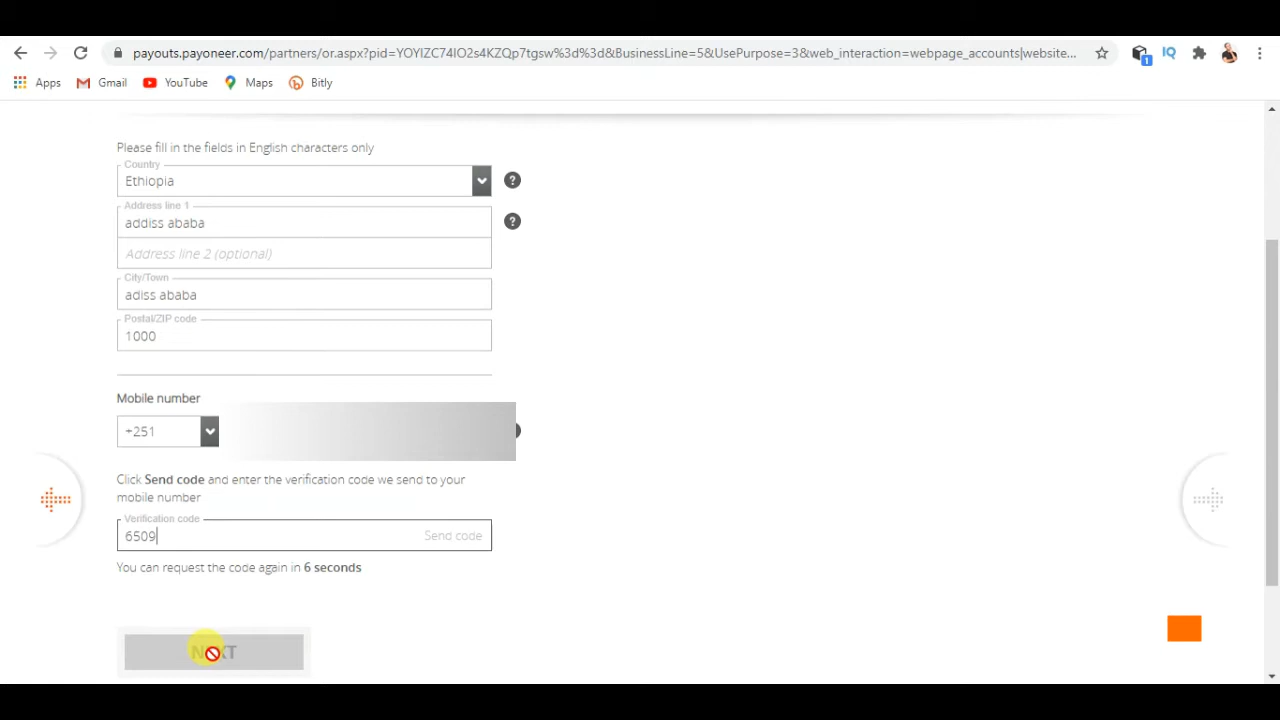 payouts.payoneer.com/partners/or.aspx?pid=YOYIZC74IO2s4KZQp7tgsw%3d%3d&BusinessLine=5&UsePurpose=3&web_interaction=webpage_accounts|website...
1
IQ
Apps Gmail YouTube Maps Bitly
Please fill in the fields in English characters only
Country
Ethiopia
?
Address line 1
addiss ababa
?
Address line 2 (optional)
City/Town
adiss ababa
Postal/ZIP code
1000
Mobile number
+251
Click Send code and enter the verification code we send to your
mobile number
Verification code
6509 Send code
You can request the code again in 6 seconds
NEXT